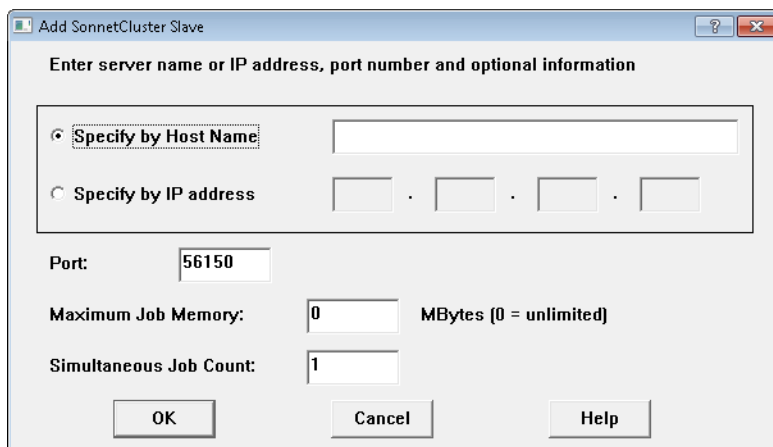 Add SonnetCluster Slave
Enter server name or IP address, port number and optional information
Specify by Host Name
Specify by IP address . . .
Port: 56150
Maximum Job Memory: 0 MBytes (0 = unlimited)
Simultaneous Job Count: 1
OK Cancel Help